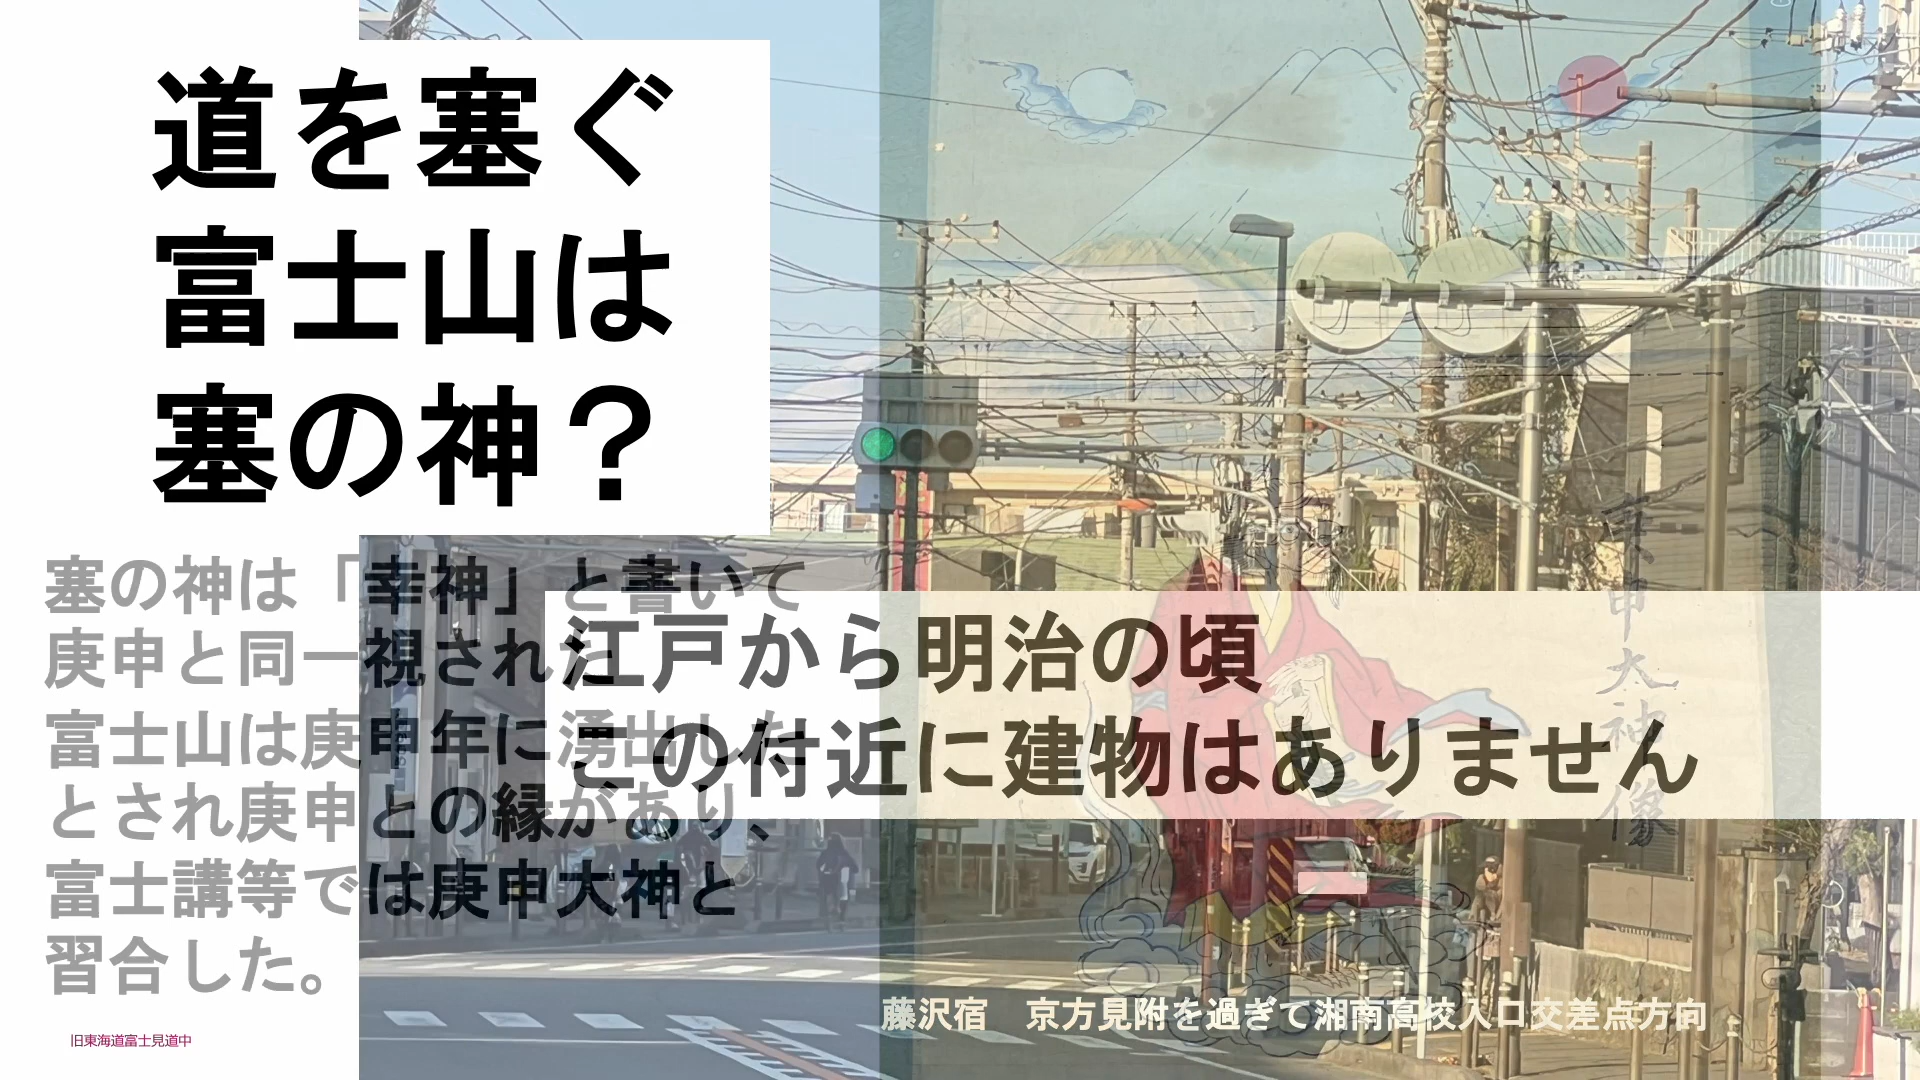 道を塞ぐ
富士山は
塞の神？
塞の神は「幸神」と書いて
庚申と同一視された
富士山は庚申年に湧出した
とされ庚申との縁があり、
富士講等では庚申大神と
習合した。
江戸から明治の頃
この付近に建物はありません
庚申大神像
藤沢宿　京方見附を過ぎて湘南高校入口交差点方向
旧東海道富士見道中